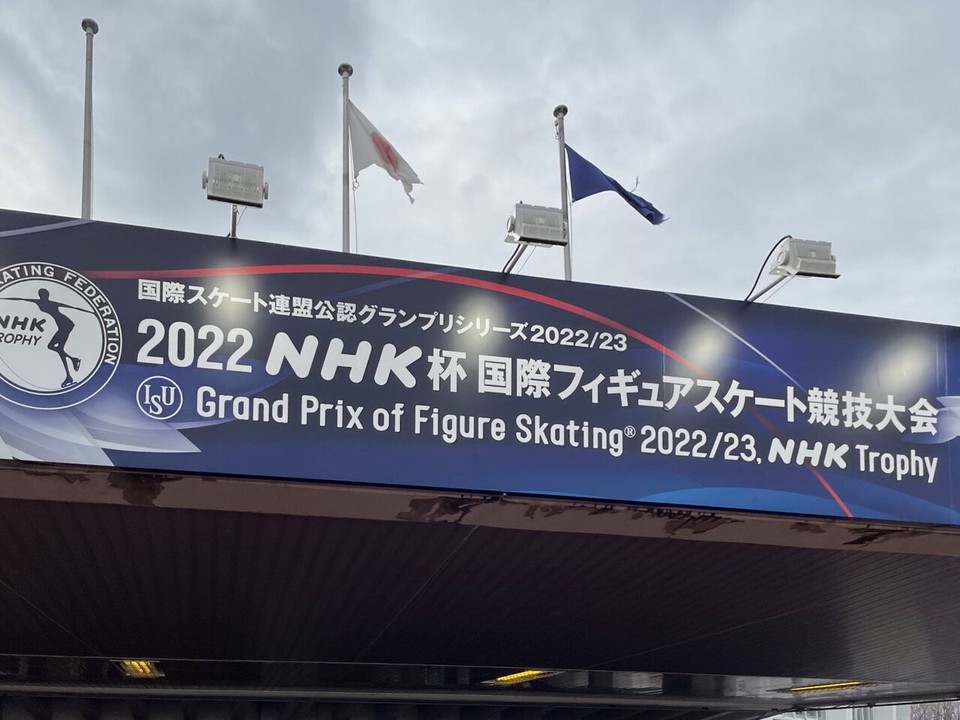 SKATING FEDERATION
NHK
TROPHY
国際スケート連盟公認グランプリシリーズ2022/23
2022 NHK杯 国際フィギュアスケート競技大会
ISU Grand Prix of Figure Skating® 2022/23, NHK Trophy